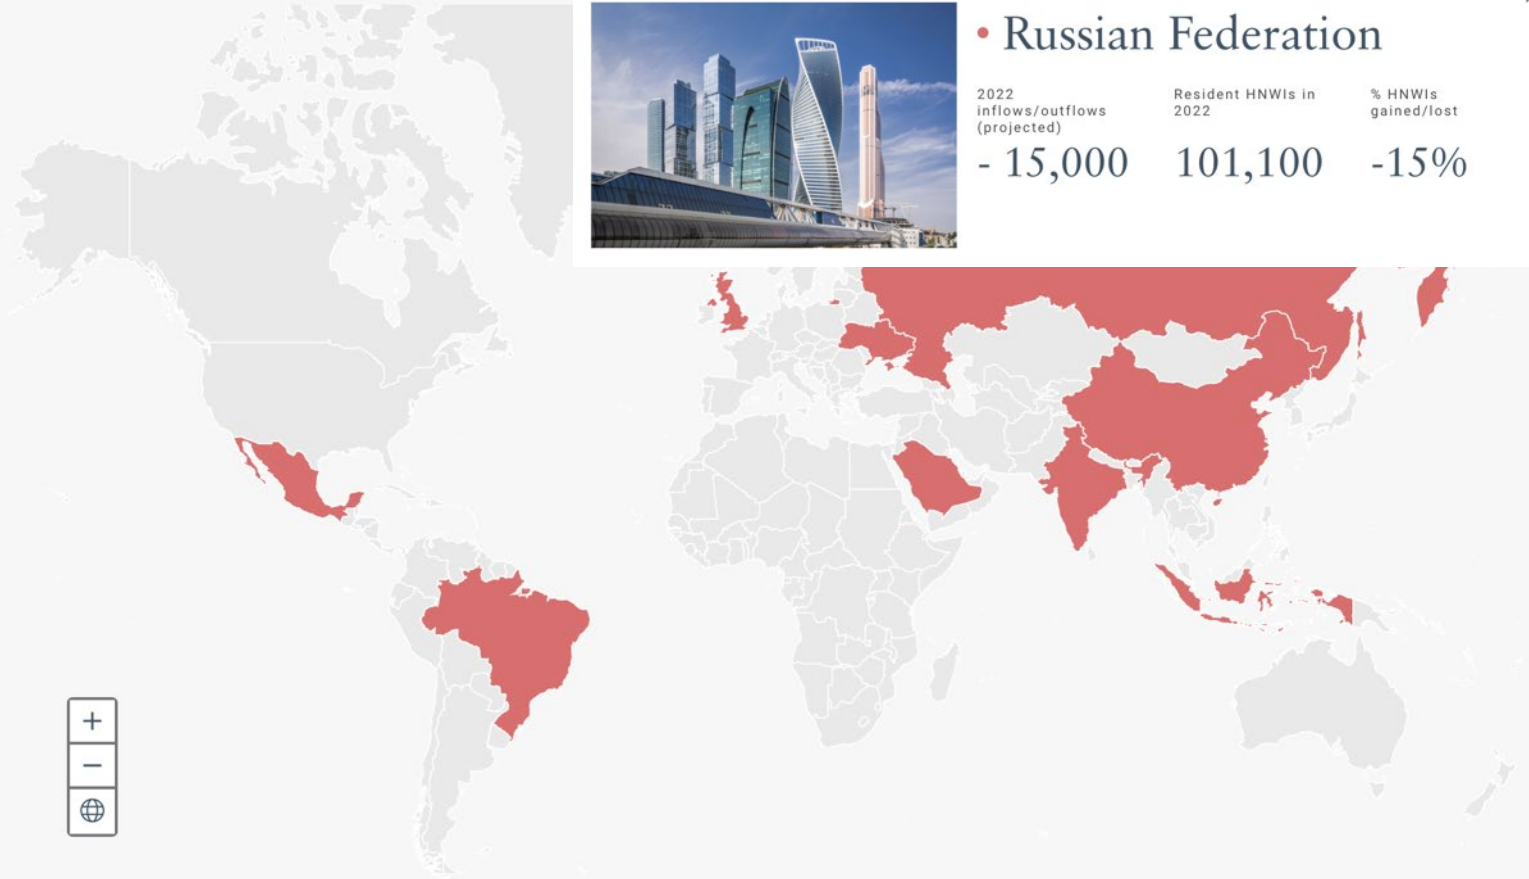 • Russian Federation
2022
inflows/outflows
(projected)
- 15,000
Resident HNWIs in
2022
101,100
% HNWIs
gained/lost
-15%
+
−